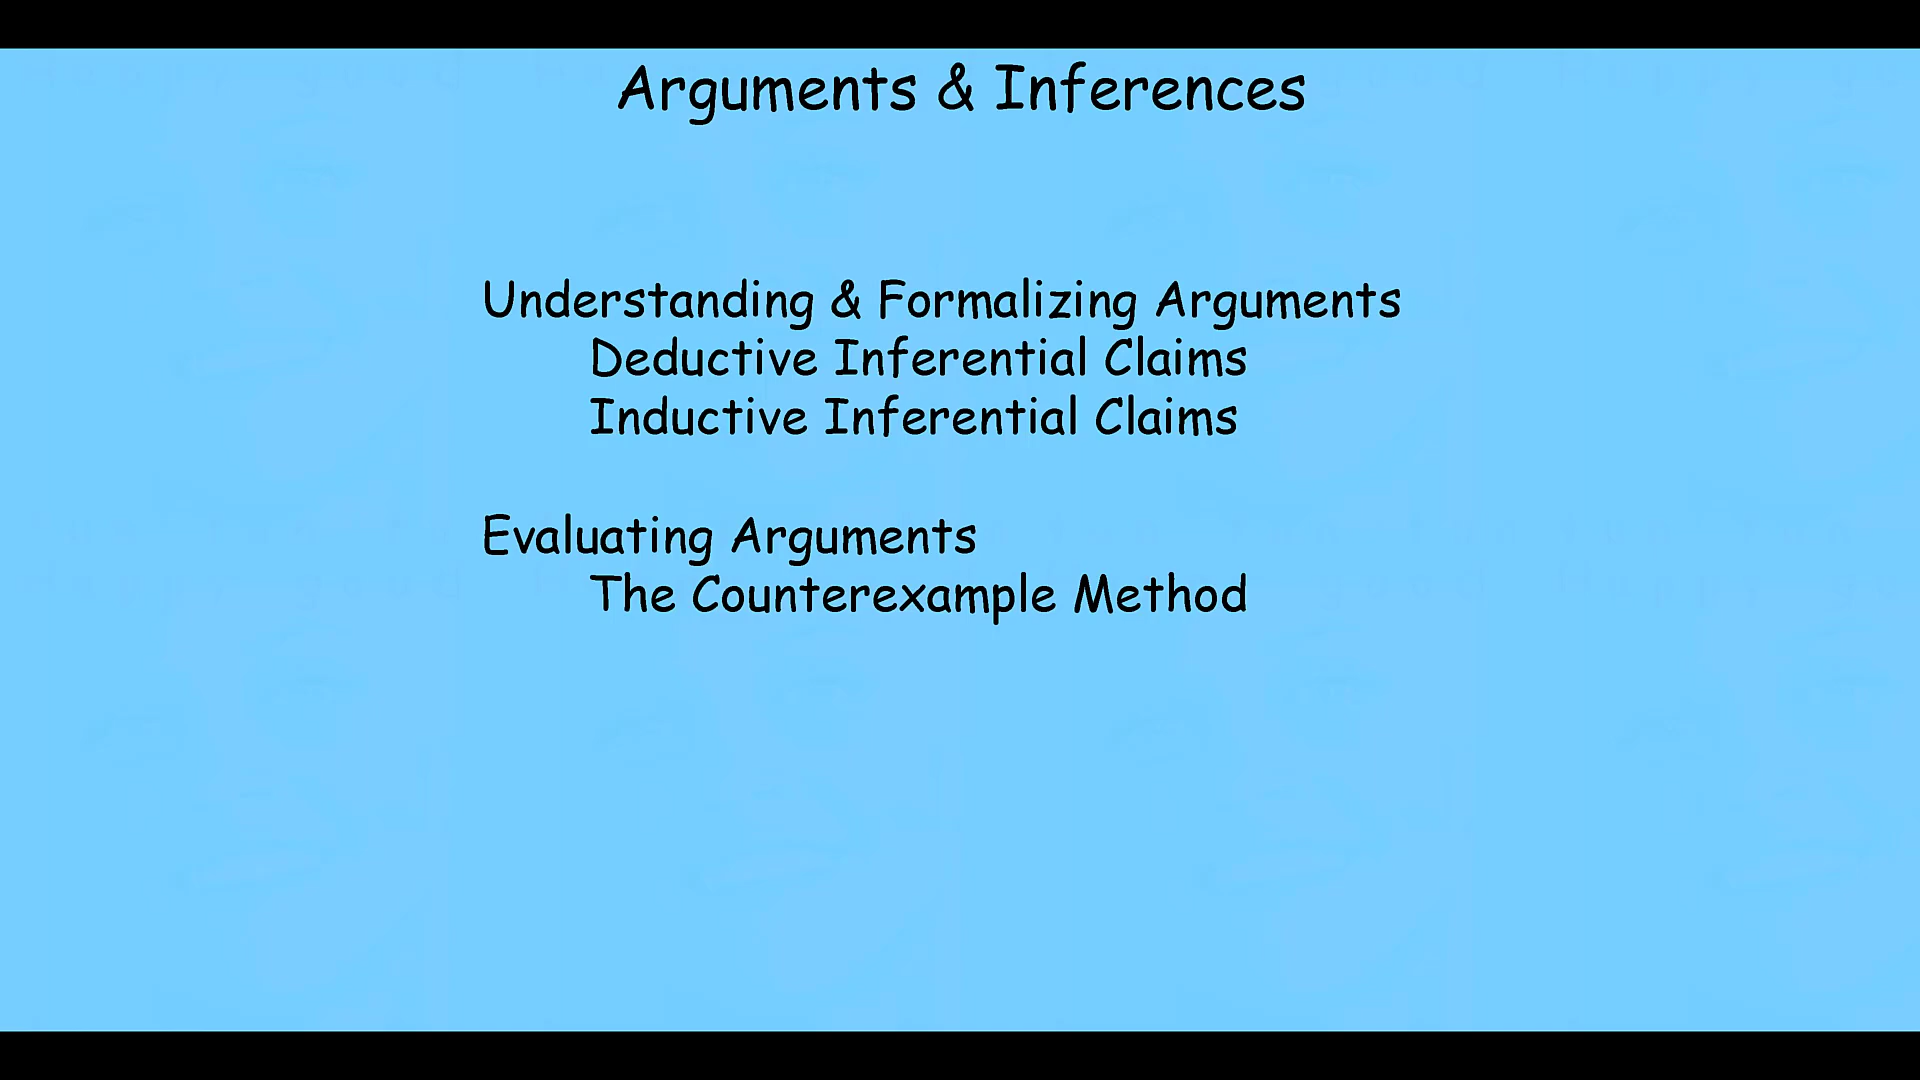 Arguments & Inferences
Understanding & Formalizing Arguments
Deductive Inferential Claims
Inductive Inferential Claims
Evaluating Arguments
The Counterexample Method